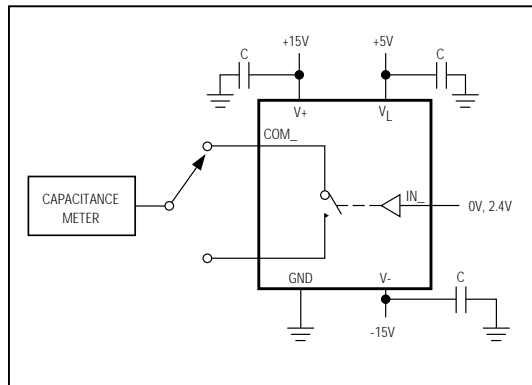 +15V
+5V
C
C
V+
VL
COM_
CAPACITANCE
METER
IN_
0V, 2.4V
GND
V-
C
-15V